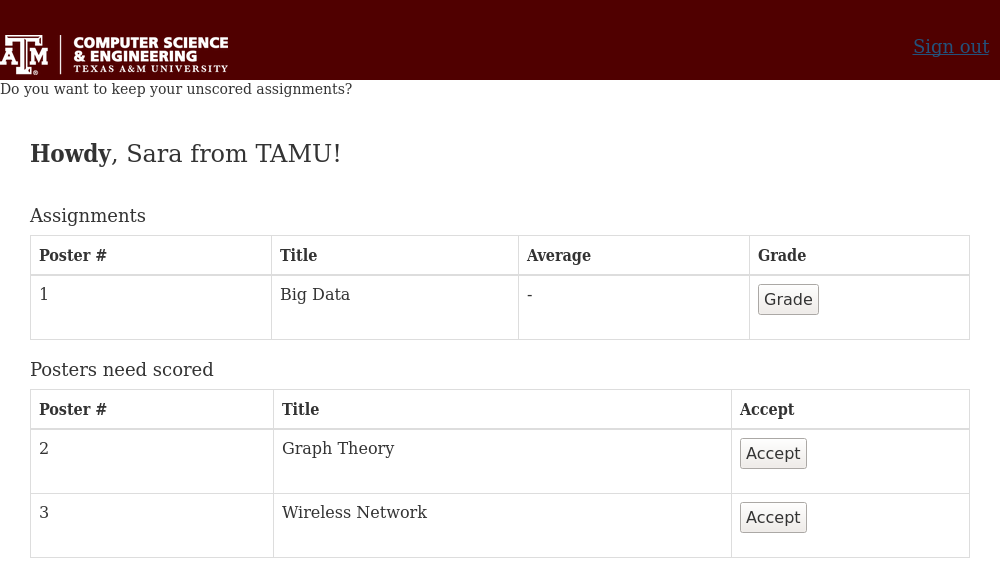 ATM COMPUTER SCIENCE
& ENGINEERING
TEXAS A&M UNIVERSITY
Sign out
Do you want to keep your unscored assignments?
Howdy, Sara from TAMU!
Assignments
Poster # Title Average Grade
1 Big Data - Grade
Posters need scored
Poster # Title Accept
2 Graph Theory Accept
3 Wireless Network Accept